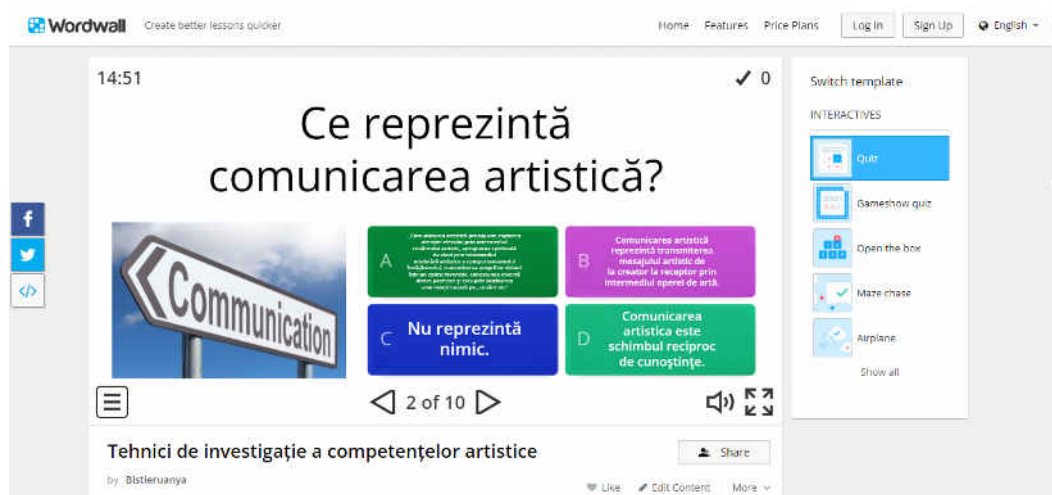 Wordwall Create better lessons quicker
Home Features Price Plans Log In Sign Up English
14:51
0
Ce reprezintă
comunicarea artistică?
Communication
A
B
Comunicarea artistică
reprezintă transmiterea
mesajului artistic de
la creator la receptor prin
intermediul operei de artă.
C
Nu reprezintă
nimic.
D
Comunicarea
artistica este
schimbul reciproc
de cunoştinţe.
2 of 10
Tehnici de investigație a competențelor artistice
Share
by Bistieruanya
Like Edit Content More
Switch template
INTERACTIVES
Quiz
Gameshow quiz
Open the box
Maze chase
Airplane
Show all